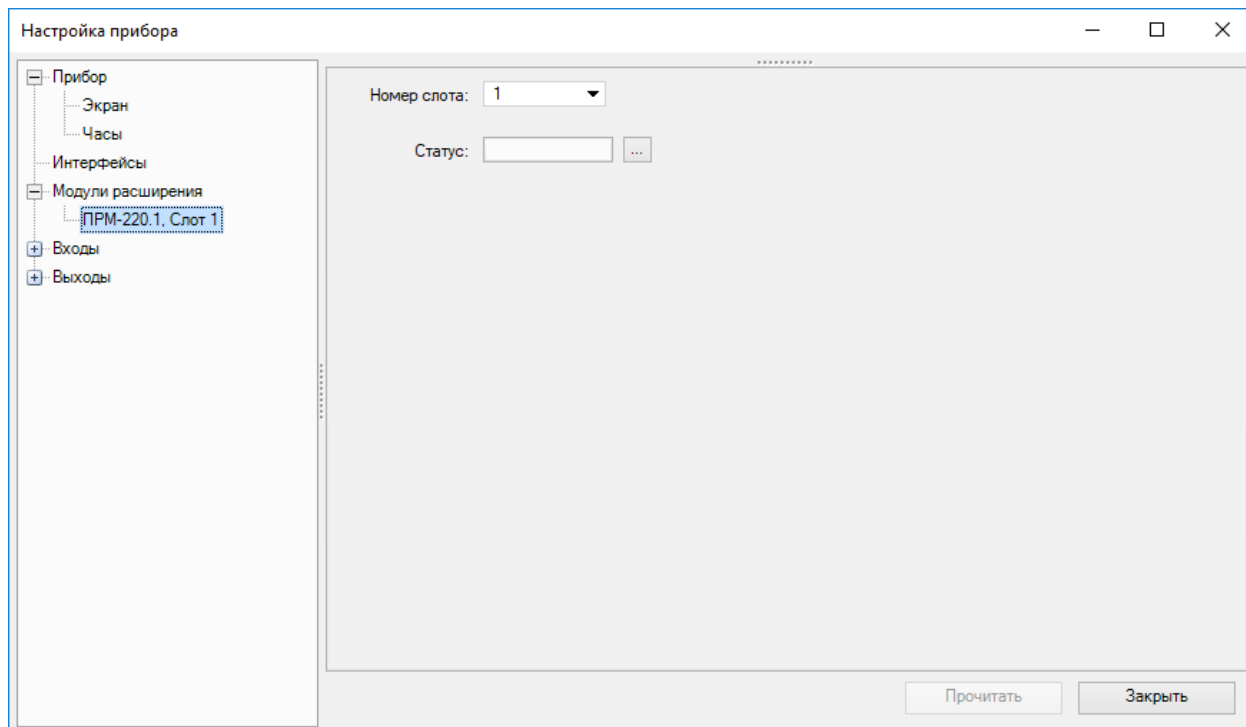 Настройка прибора
Прибор
Экран
Часы
Интерфейсы
Модули расширения
ПРМ-220.1, Слот 1
Входы
Выходы
Номер слота: 1
Статус: ...
Прочитать Закрыть